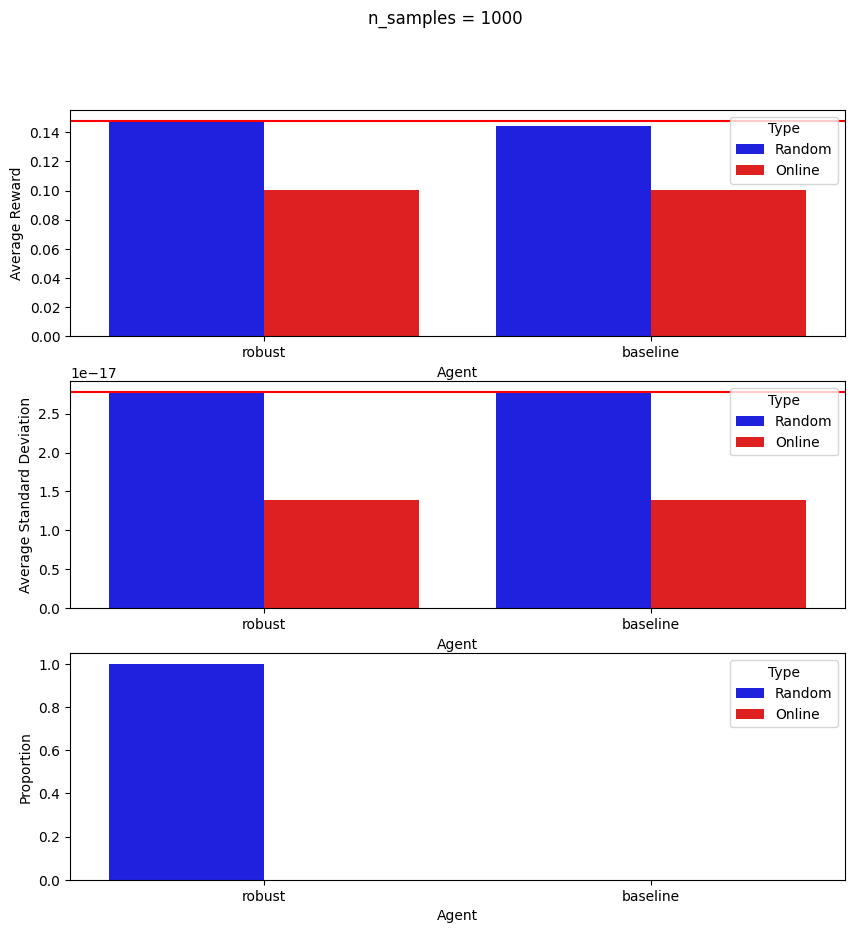 n_samples = 1000
Average Reward
0.14
0.12
0.10
0.08
0.06
0.04
0.02
0.00
Type
Random
Online
robust
baseline
Agent
1e−17
Average Standard Deviation
2.5
2.0
1.5
1.0
0.5
0.0
Type
Random
Online
robust
baseline
Agent
Proportion
1.0
0.8
0.6
0.4
0.2
0.0
Type
Random
Online
robust
baseline
Agent